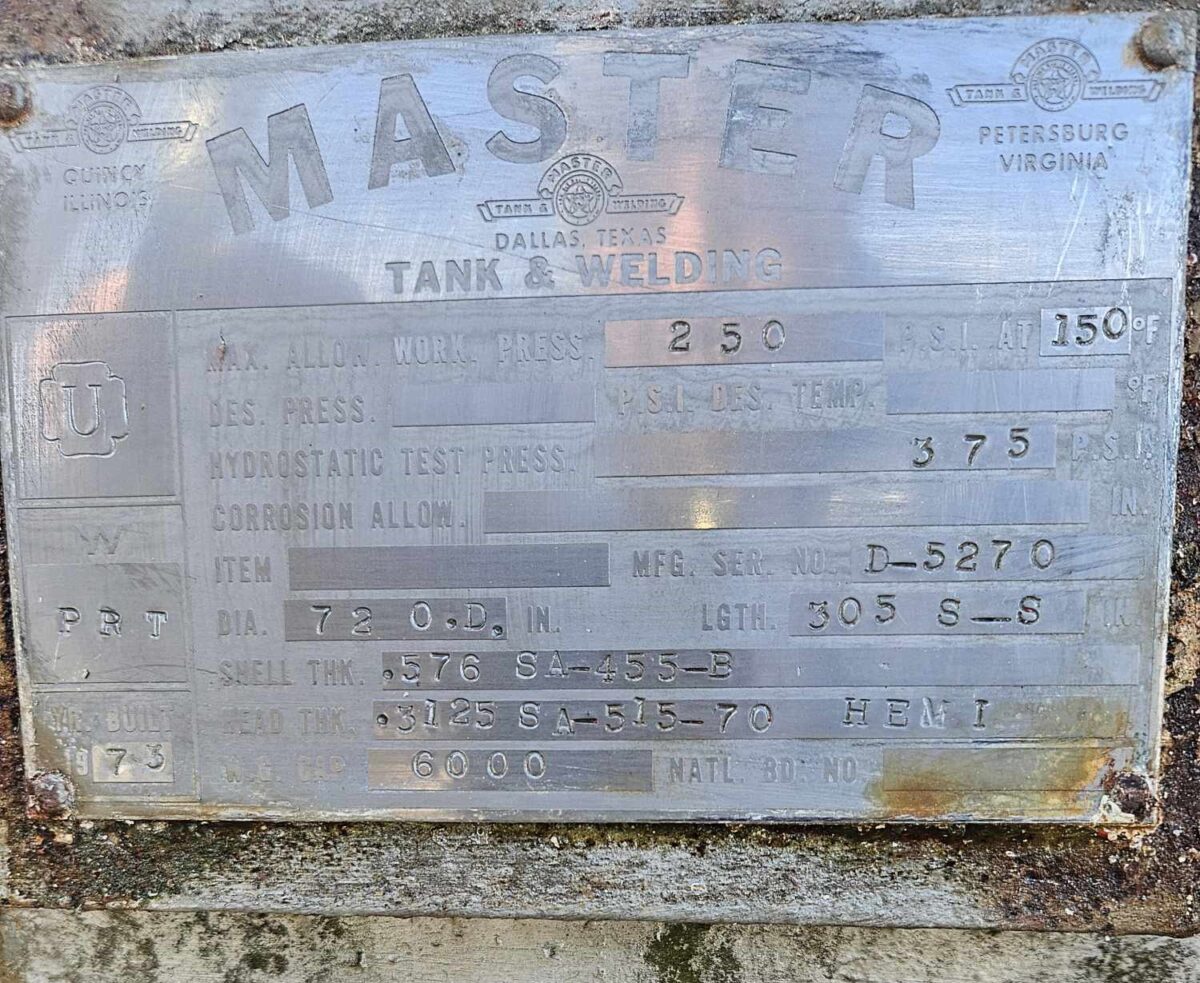 MASTER
MASTER
TANK & WELDING
QUINCY
ILLINOIS
MASTER
TANK & WELDING
DALLAS, TEXAS
MASTER
TANK & WELDING
PETERSBURG
VIRGINIA
TANK & WELDING
U
W
PRT
YR. BUILT
1973
MAX. ALLOW. WORK. PRESS. 250 P.S.I. AT 150 °F
DES. PRESS. P.S.I. DES. TEMP. °F
HYDROSTATIC TEST PRESS. 375 P.S.I.
CORROSION ALLOW. IN.
ITEM MFG. SER. NO. D-5270
DIA. 72 O.D. IN. LGTH. 305 S-S IN.
SHELL THK. .576 SA-455-B
HEAD THK. .3125 SA-515-70 HEMI
W.G. CAP 6000 NATL. BD. NO